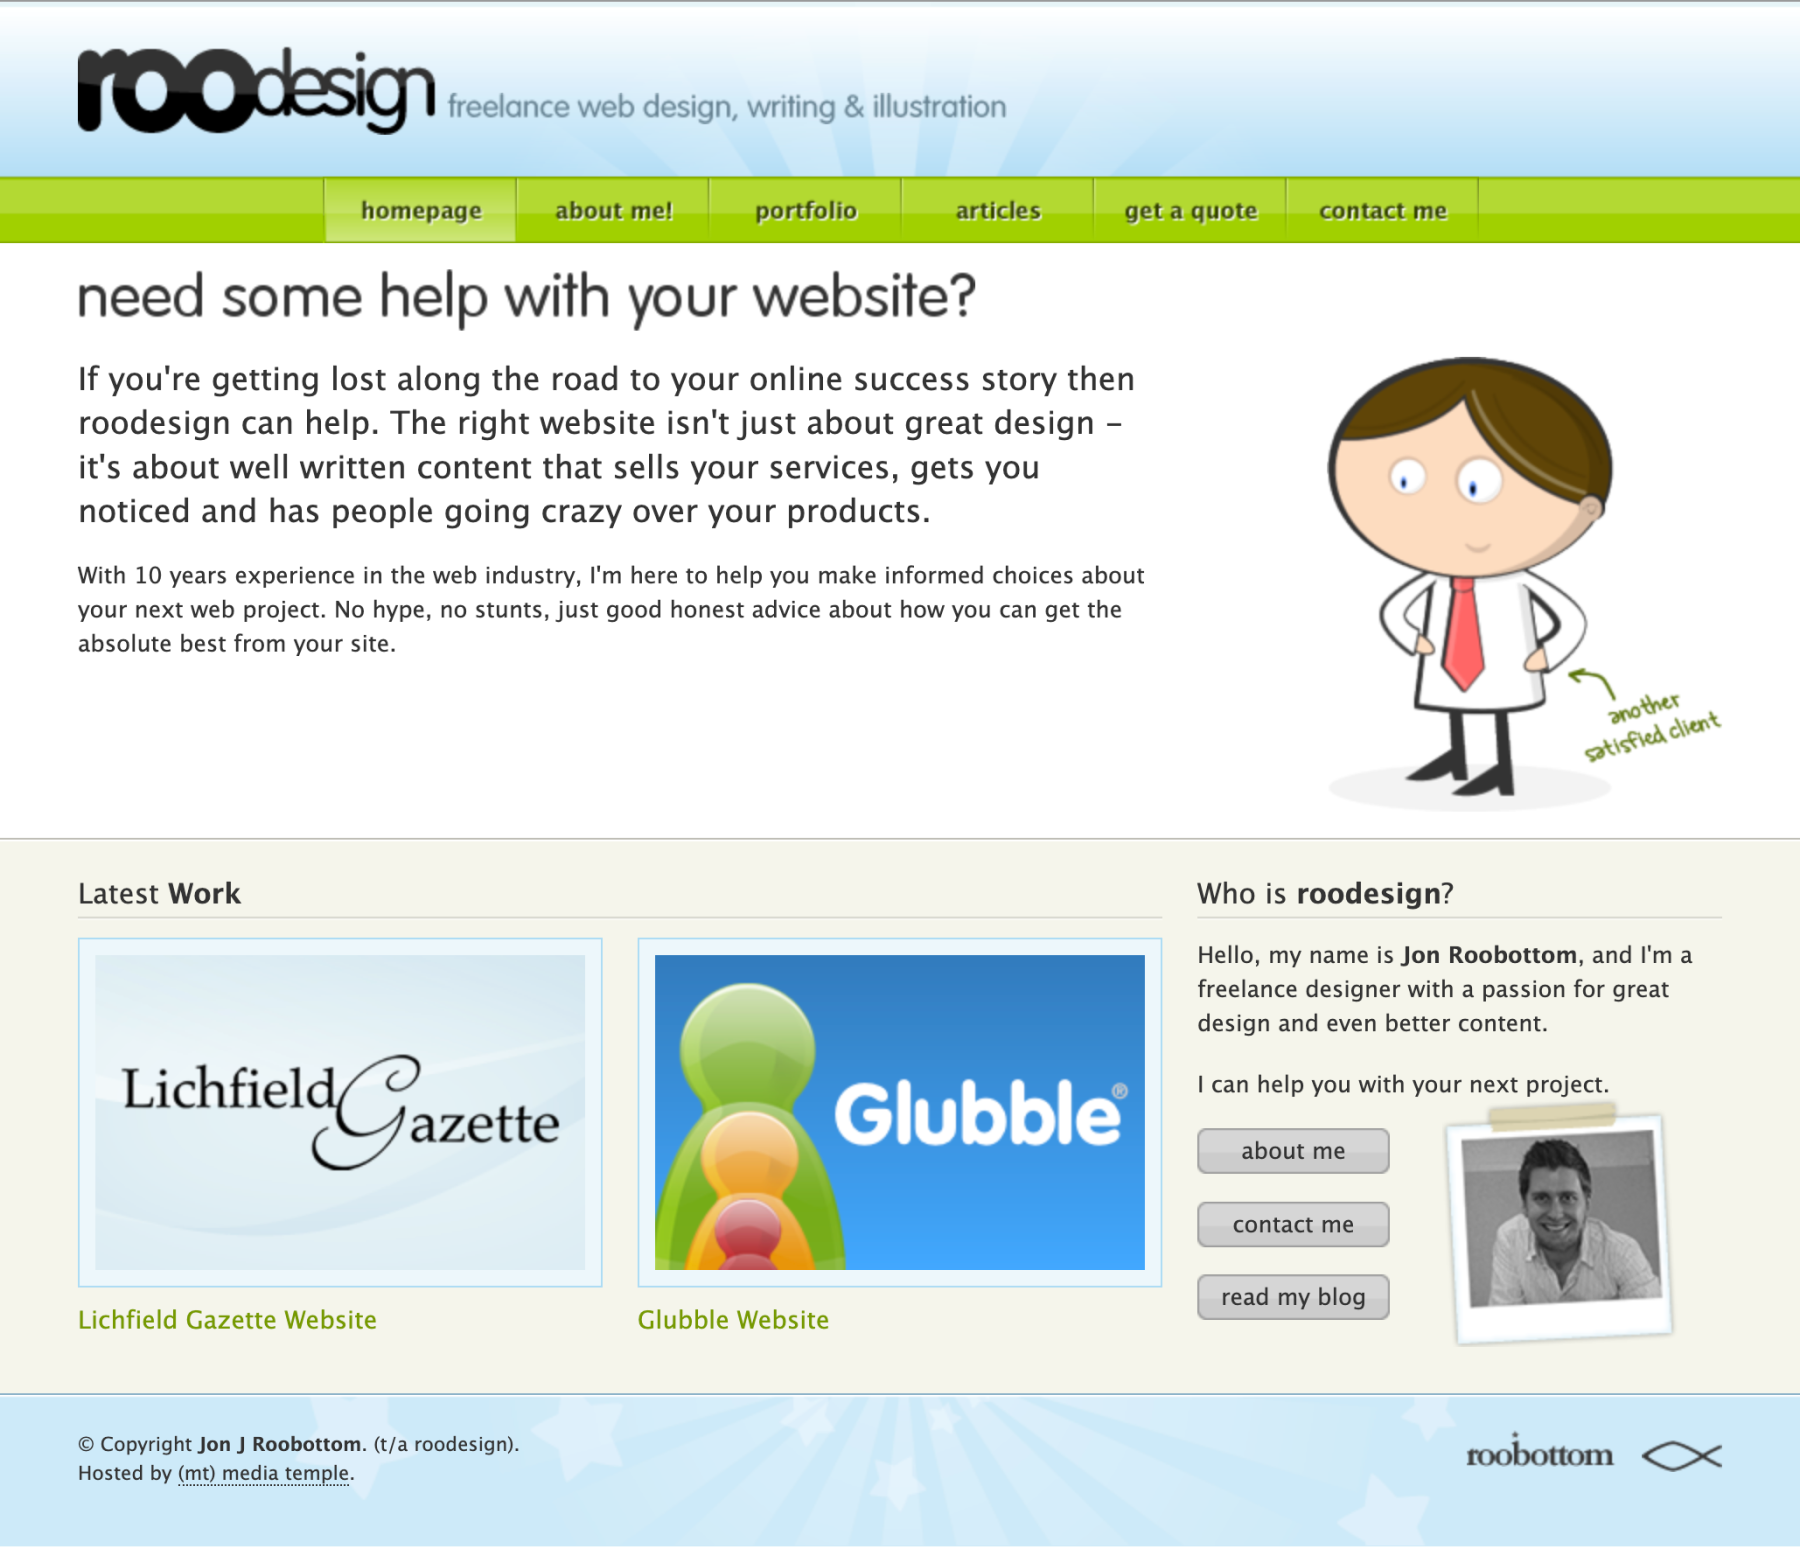 roodesign freelance web design, writing & illustration
homepage about me! portfolio articles get a quote contact me
need some help with your website?
If you're getting lost along the road to your online success story then
roodesign can help. The right website isn't just about great design –
it's about well written content that sells your services, gets you
noticed and has people going crazy over your products.
With 10 years experience in the web industry, I'm here to help you make informed choices about
your next web project. No hype, no stunts, just good honest advice about how you can get the
absolute best from your site.
another
satisfied client
Latest Work
Lichfield
Gazette
Glubble®
Lichfield Gazette Website
Glubble Website
Who is roodesign?
Hello, my name is Jon Roobottom, and I'm a
freelance designer with a passion for great
design and even better content.
I can help you with your next project.
about me
contact me
read my blog
© Copyright Jon J Roobottom. (t/a roodesign).
Hosted by (mt) media temple.
roobottom